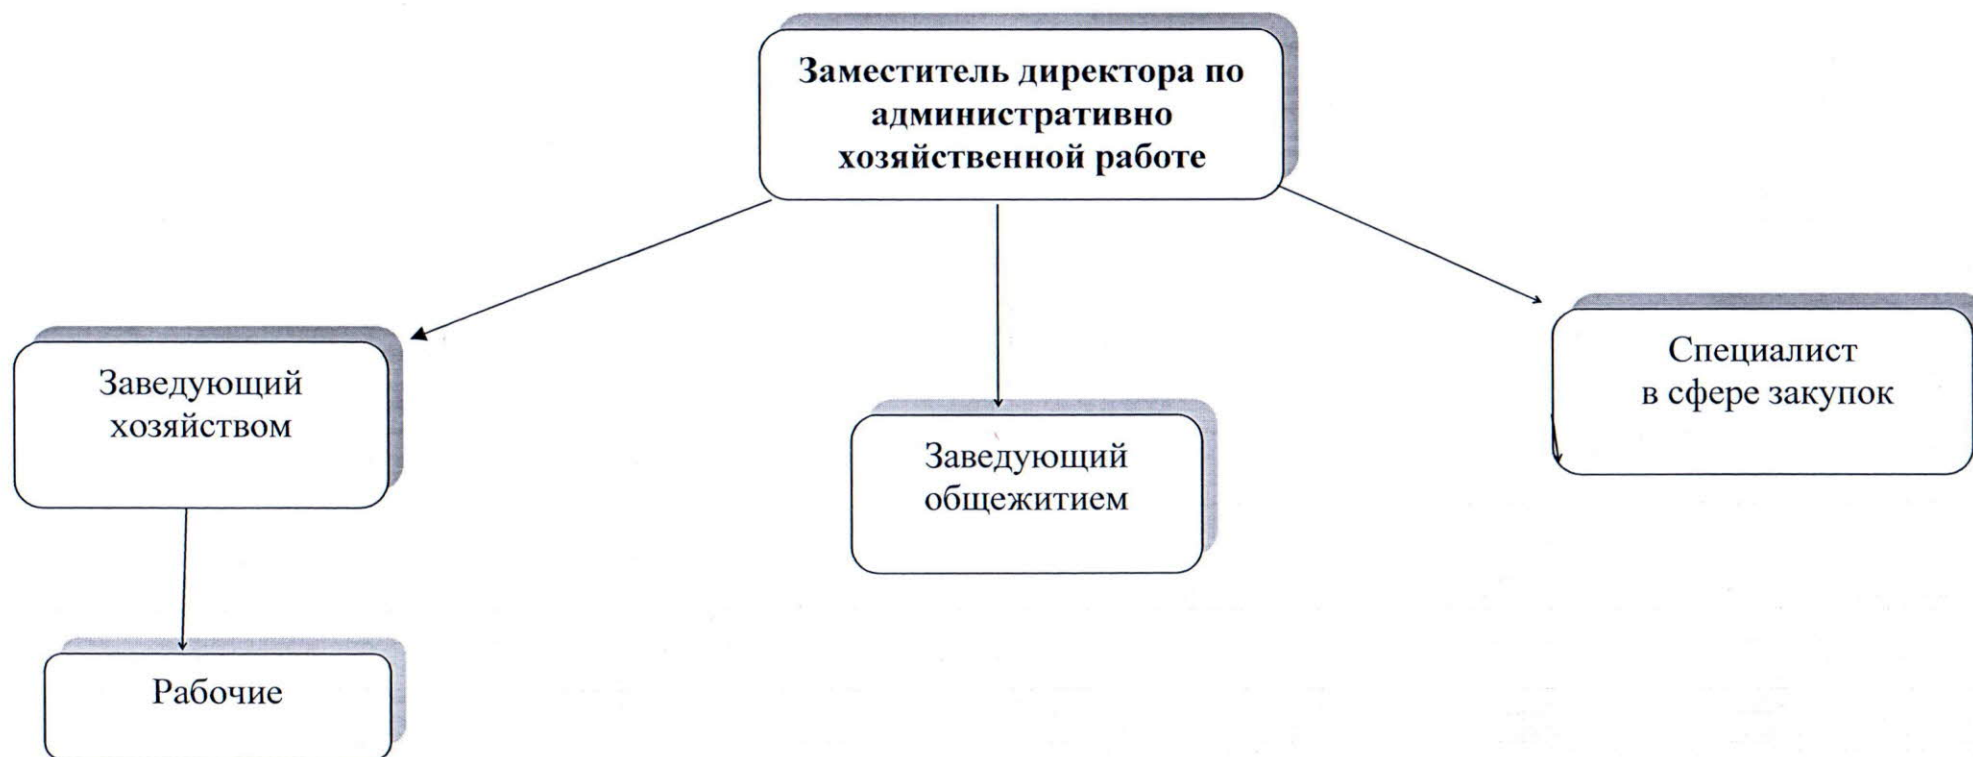 Заместитель директора по
административно
хозяйственной работе
Заведующий
хозяйством
Специалист
в сфере закупок
Заведующий
общежитием
Рабочие